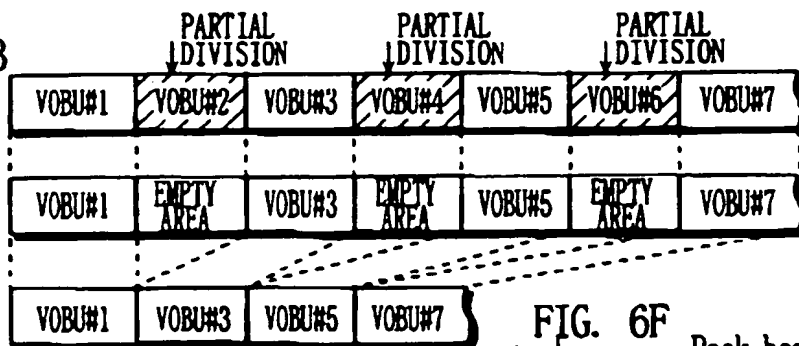 PARTIAL DIVISION PARTIAL DIVISION PARTIAL DIVISION
VOBU#1 VOBU#2 VOBU#3 VOBU#4 VOBU#5 VOBU#6 VOBU#7
VOBU#1 EMPTY AREA VOBU#3 EMPTY AREA VOBU#5 EMPTY AREA VOBU#7
VOBU#1 VOBU#3 VOBU#5 VOBU#7
FIG. 6F